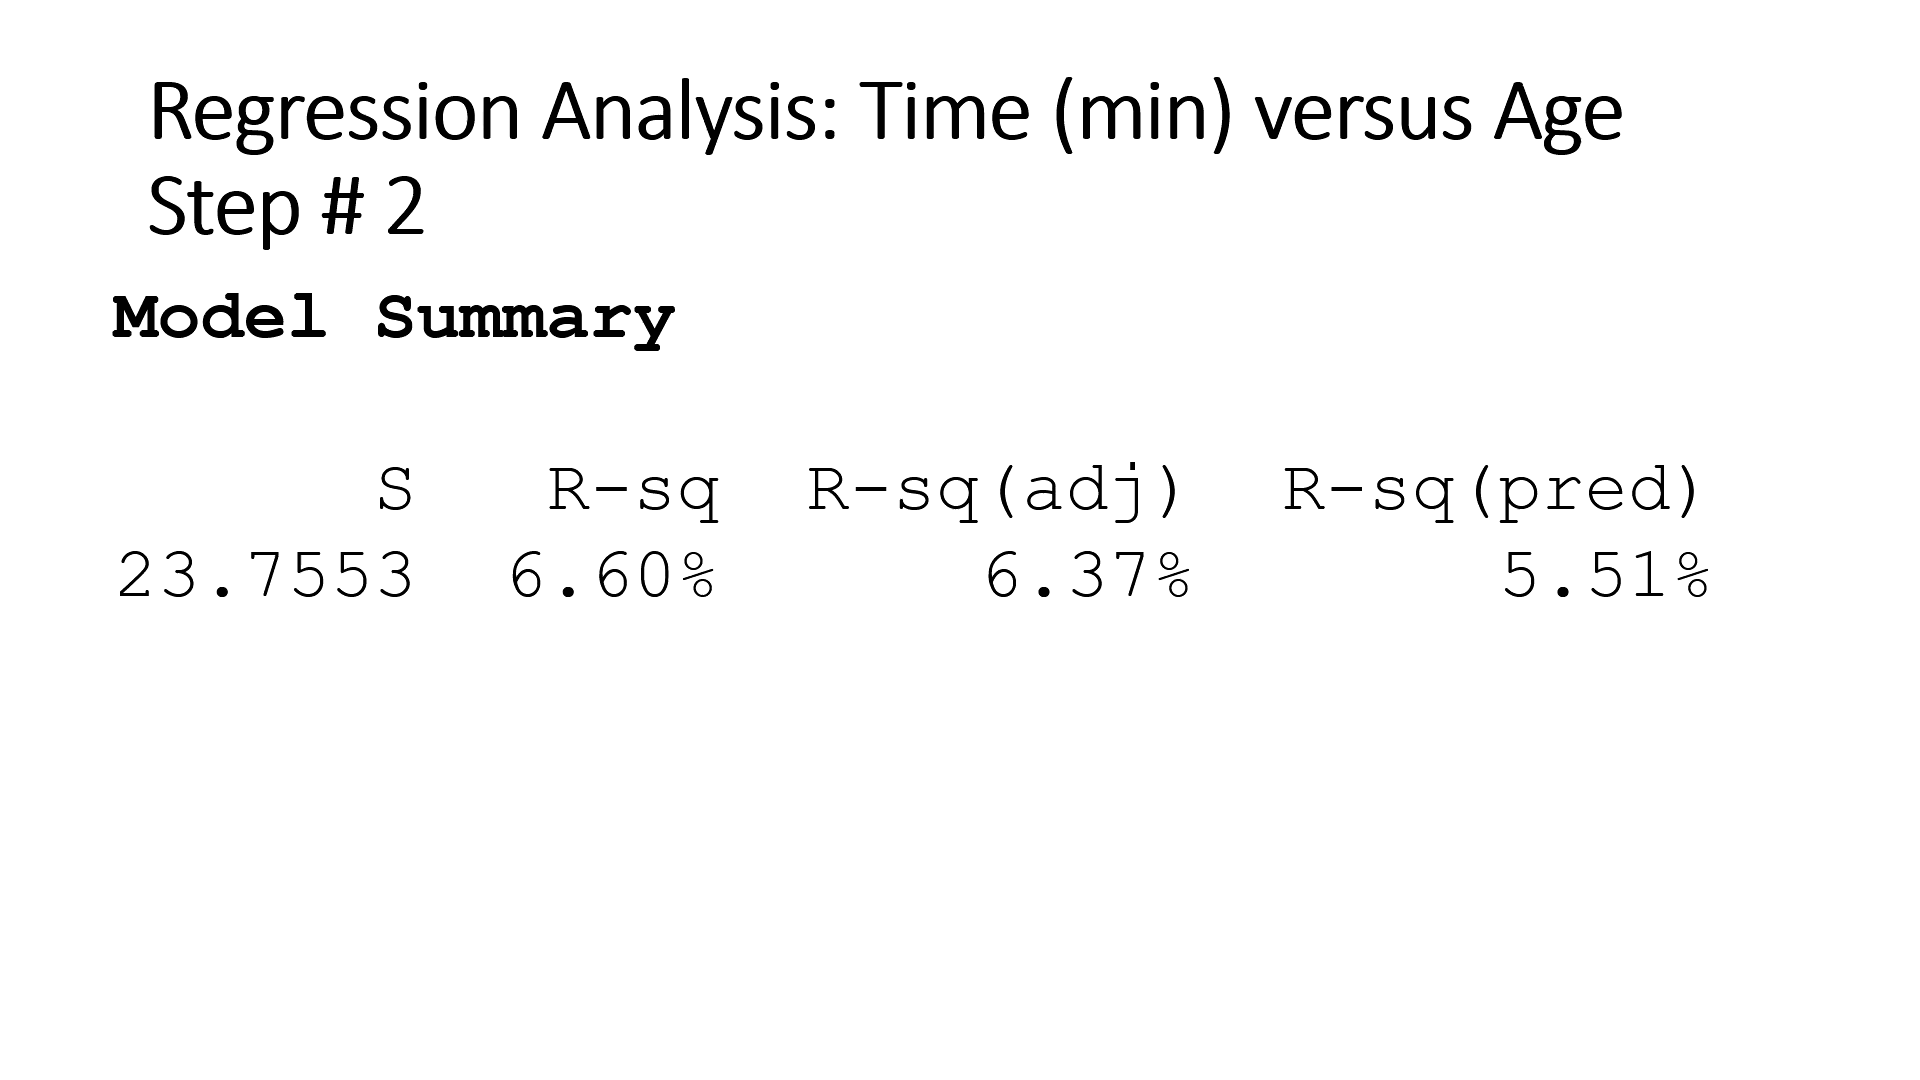 Regression Analysis: Time (min) versus Age
Step # 2
Model Summary
S R-sq R-sq(adj) R-sq(pred)
23.7553 6.60% 6.37% 5.51%